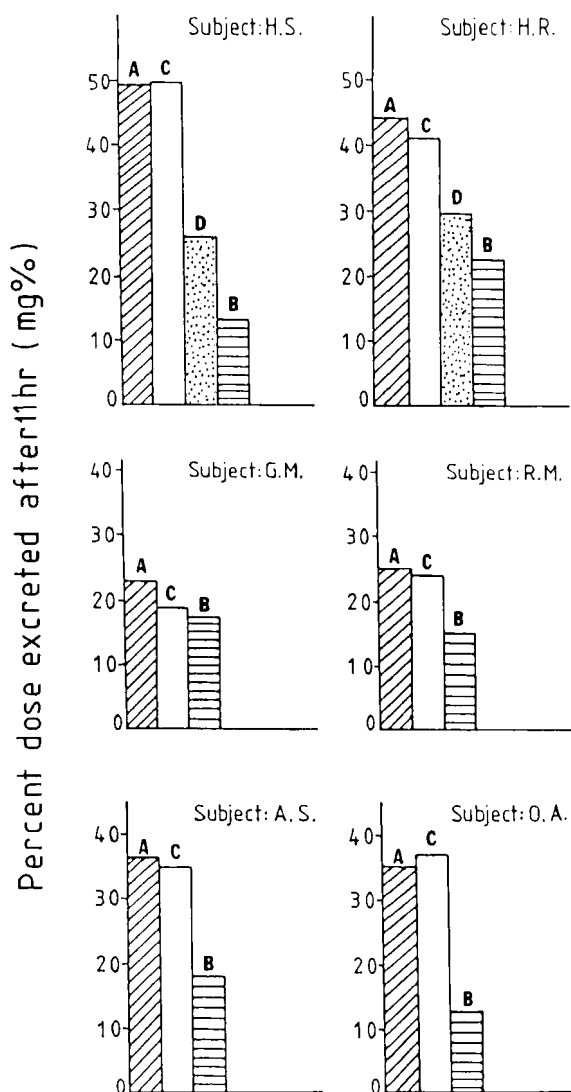 Percent dose excreted after11hr (mg%)
Subject:H.S.
50
40
30
20
10
0
A
C
D
B
Subject:H.R.
50
40
30
20
10
0
A
C
D
B
Subject:G.M.
40
30
20
10
0
A
C
B
Subject:R.M.
40
30
20
10
0
A
C
B
Subject:A.S.
40
30
20
10
0
A
C
B
Subject:O.A.
40
30
20
10
0
A
C
B